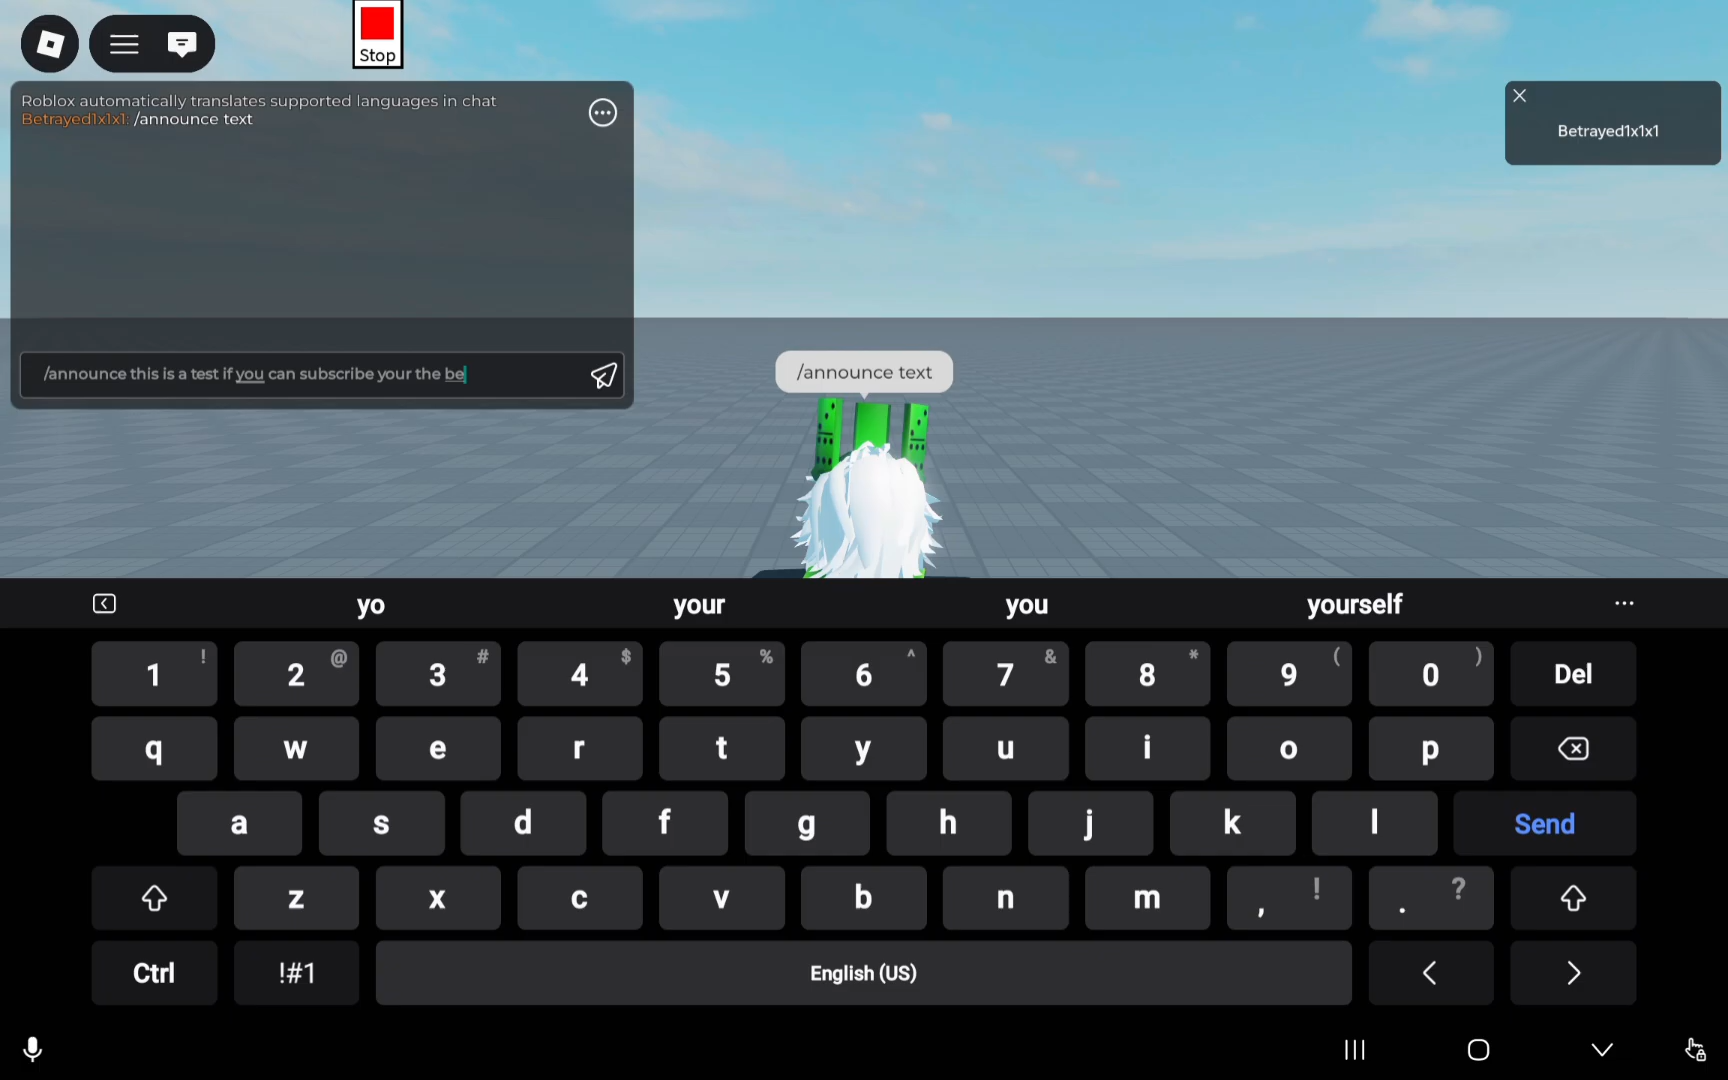 Stop
Roblox automatically translates supported languages in chat
Betrayed1x1x1: /announce text
Betrayed1x1x1
/announce this is a test if you can subscribe your the be
/announce text
yo your you yourself
1 ! 2 @ 3 # 4 $ 5 % 6 ^ 7 & 8 * 9 ( 0 ) Del
q w e r t y u i o p
a s d f g h j k l Send
z x c v b n m , ! . ?
Ctrl !#1 English (US) < >